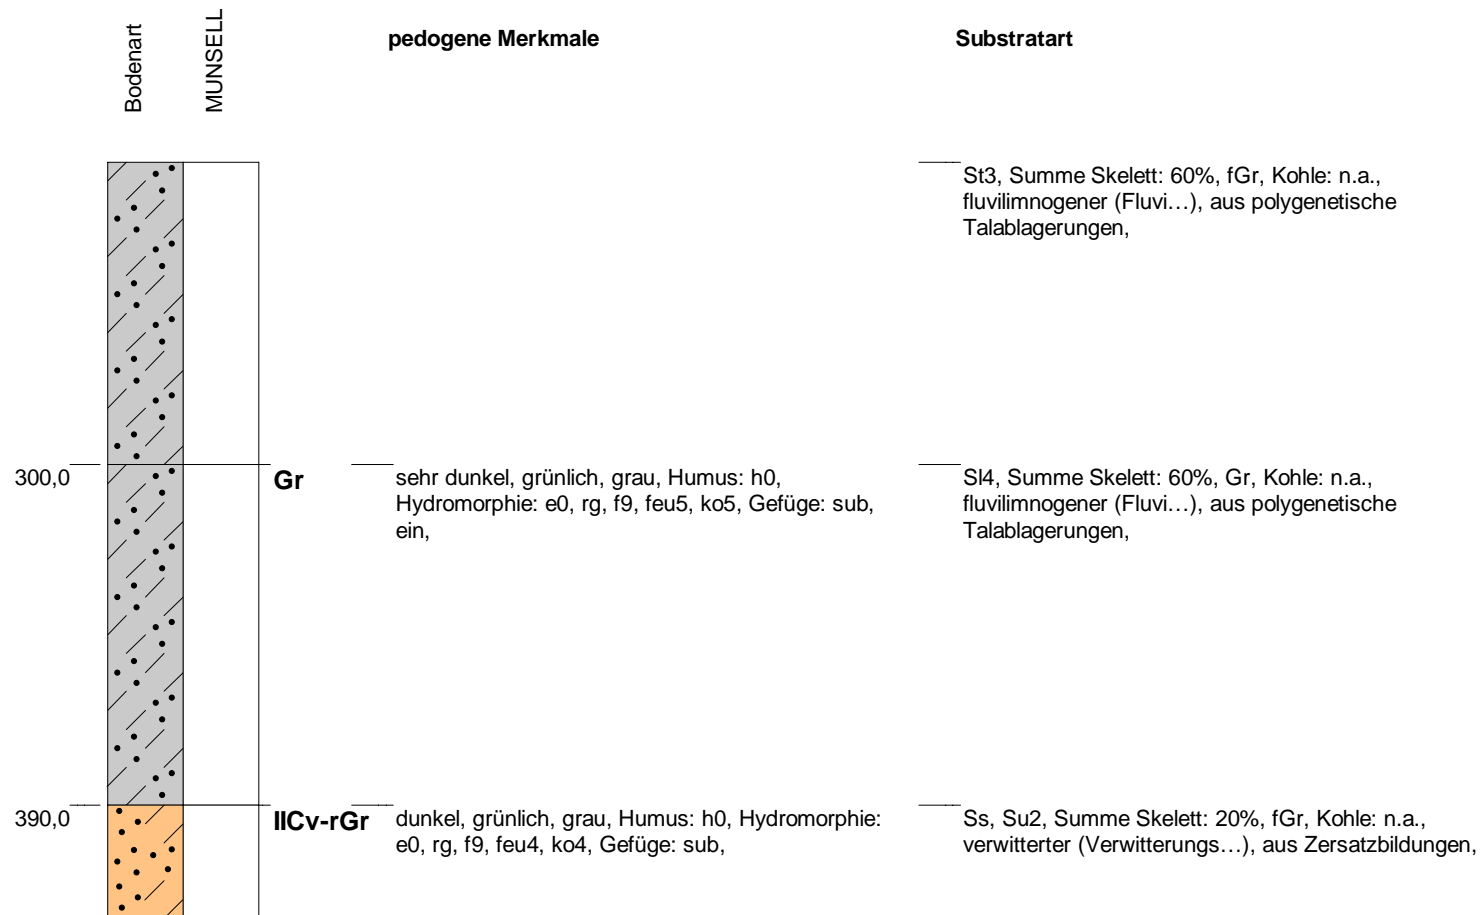 Bodenart
MUNSELL
pedogene Merkmale
Substratart
St3, Summe Skelett: 60%, fGr, Kohle: n.a.,
fluvilimnogener (Fluvi…), aus polygenetische
Talablagerungen,
300,0
Gr
sehr dunkel, grünlich, grau, Humus: h0,
Hydromorphie: e0, rg, f9, feu5, ko5, Gefüge: sub,
ein,
Sl4, Summe Skelett: 60%, Gr, Kohle: n.a.,
fluvilimnogener (Fluvi…), aus polygenetische
Talablagerungen,
390,0
IICv-rGr
dunkel, grünlich, grau, Humus: h0, Hydromorphie:
e0, rg, f9, feu4, ko4, Gefüge: sub,
Ss, Su2, Summe Skelett: 20%, fGr, Kohle: n.a.,
verwitterter (Verwitterungs…), aus Zersatzbildungen,